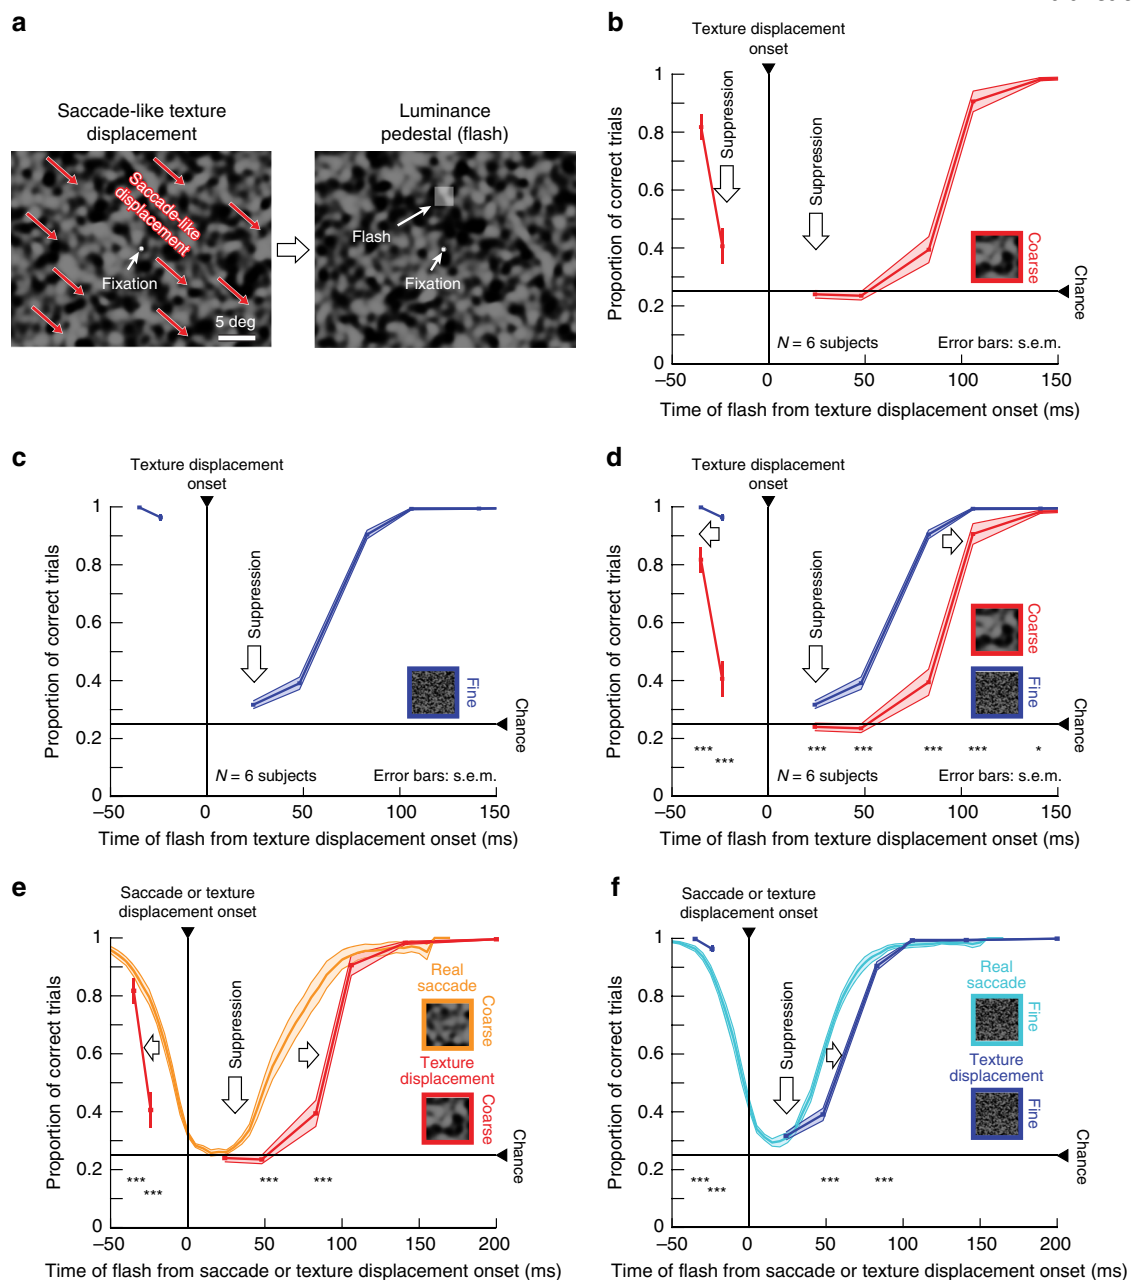 a
Saccade-like texture
displacement
Saccade-like
displacement
Fixation
5 deg
Luminance
pedestal (flash)
Flash
Fixation
b
Texture displacement
onset
Proportion of correct trials
1
0.8
0.6
0.4
0.2
0
Suppression
Suppression
Coarse
Chance
N = 6 subjects
Error bars: s.e.m.
−50
0
50
100
150
Time of flash from texture displacement onset (ms)
c
Texture displacement
onset
Proportion of correct trials
1
0.8
0.6
0.4
0.2
0
Suppression
Fine
Chance
N = 6 subjects
Error bars: s.e.m.
−50
0
50
100
150
Time of flash from texture displacement onset (ms)
d
Texture displacement
onset
Proportion of correct trials
1
0.8
0.6
0.4
0.2
0
Suppression
Coarse
Fine
Chance
*** *** *** *** *** *** *
N = 6 subjects
Error bars: s.e.m.
−50
0
50
100
150
Time of flash from texture displacement onset (ms)
e
Saccade or texture
displacement onset
Proportion of correct trials
1
0.8
0.6
0.4
0.2
0
Suppression
Real
saccade
Coarse
Texture
displacement
Coarse
Chance
*** *** *** ***
−50
0
50
100
150
200
Time of flash from saccade or texture displacement onset (ms)
f
Saccade or texture
displacement onset
Proportion of correct trials
1
0.8
0.6
0.4
0.2
0
Suppression
Real
saccade
Fine
Texture
displacement
Fine
Chance
*** *** *** ***
−50
0
50
100
150
200
Time of flash from saccade or texture displacement onset (ms)